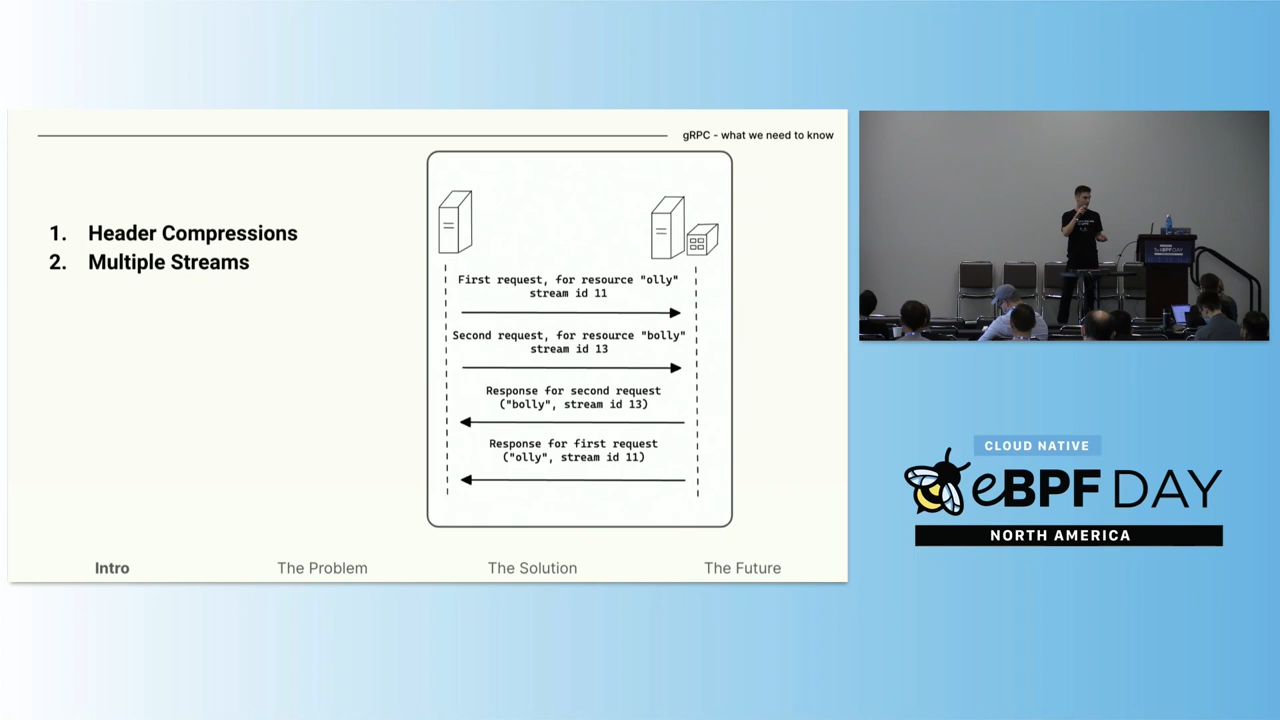 gRPC - what we need to know
1. Header Compressions
2. Multiple Streams
First request, for resource "olly"
stream id 11
Second request, for resource "bolly"
stream id 13
Response for second request
("bolly", stream id 13)
Response for first request
("olly", stream id 11)
Intro
The Problem
The Solution
The Future
CLOUD NATIVE
eBPF DAY
NORTH AMERICA
eBPF DAY